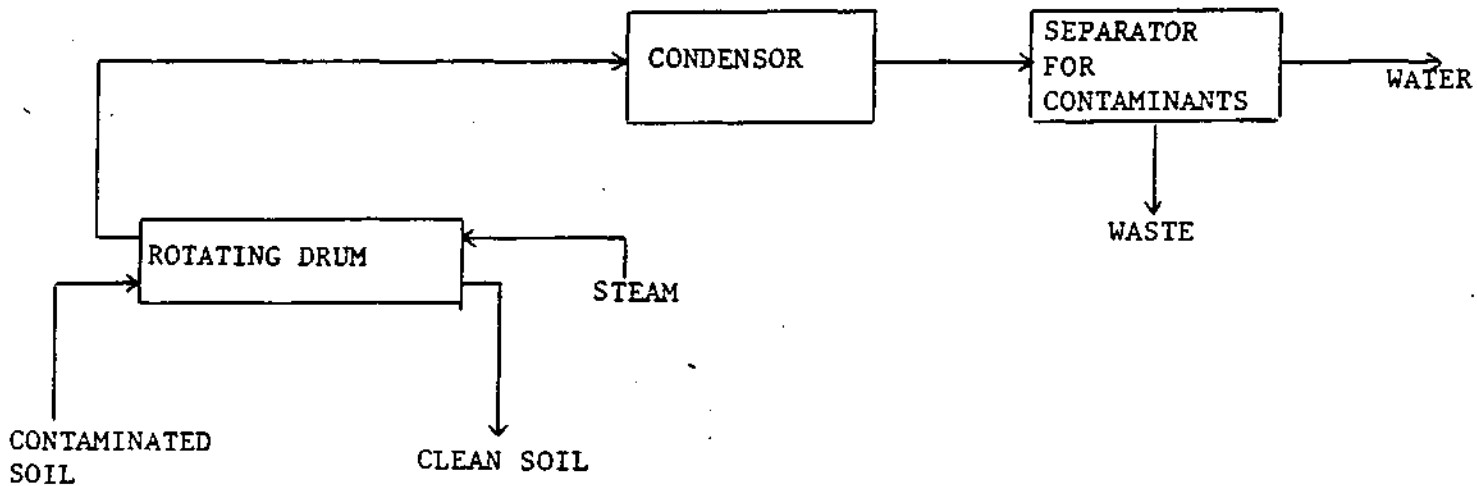 CONDENSOR
SEPARATOR
FOR
CONTAMINANTS
WATER
WASTE
ROTATING DRUM
STEAM
CONTAMINATED
SOIL
CLEAN SOIL